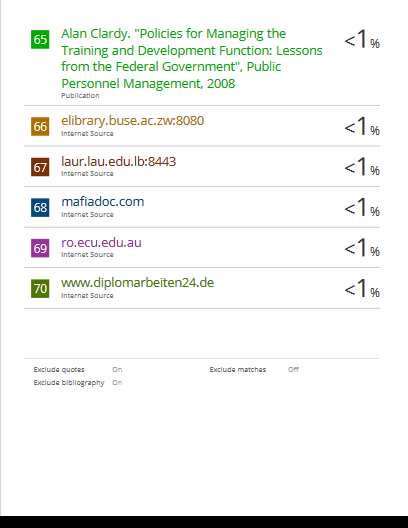 65
Alan Clardy. "Policies for Managing the
Training and Development Function: Lessons
from the Federal Government", Public
Personnel Management, 2008
Publication
<1%
66
elibrary.buse.ac.zw:8080
Internet Source
<1%
67
laur.lau.edu.lb:8443
Internet Source
<1%
68
mafiadoc.com
Internet Source
<1%
69
ro.ecu.edu.au
Internet Source
<1%
70
www.diplomarbeiten24.de
Internet Source
<1%
Exclude quotes On
Exclude matches Off
Exclude bibliography On